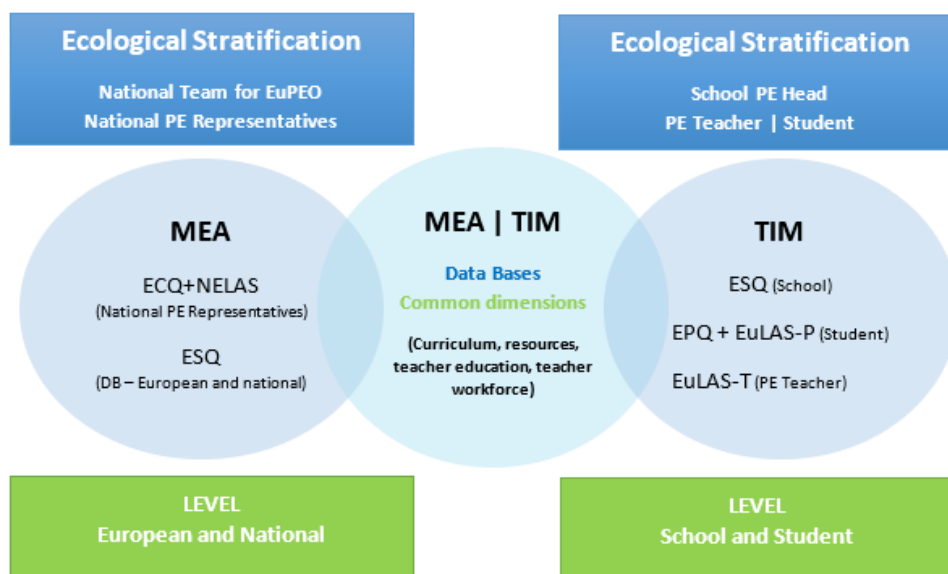 Ecological Stratification
National Team for EuPEO
National PE Representatives
Ecological Stratification
School PE Head
PE Teacher | Student
MEA
ECQ+NELAS
(National PE Representatives)
ESQ
(DB – European and national)
MEA | TIM
Data Bases
Common dimensions
(Curriculum, resources,
teacher education, teacher
workforce)
TIM
ESQ (School)
EPQ + EuLAS-P (Student)
EuLAS-T (PE Teacher)
LEVEL
European and National
LEVEL
School and Student